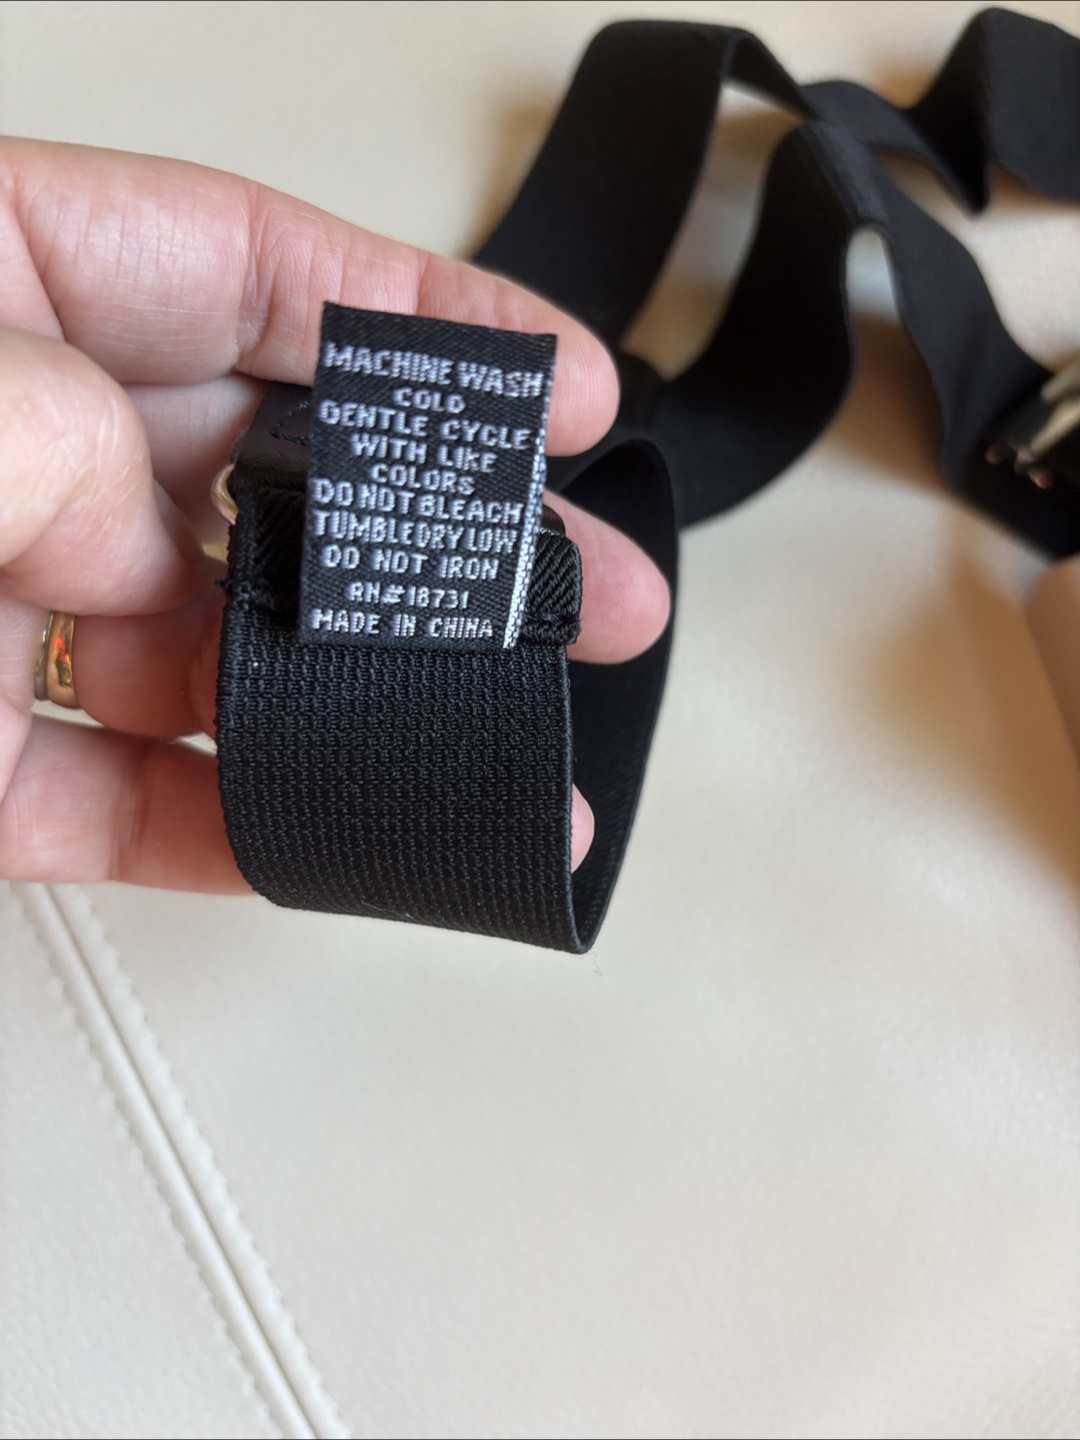 MACHINE WASH
COLD
GENTLE CYCLE
WITH LIKE
COLORS
DO NOT BLEACH
TUMBLE DRY LOW
DO NOT IRON
RN#18731
MADE IN CHINA